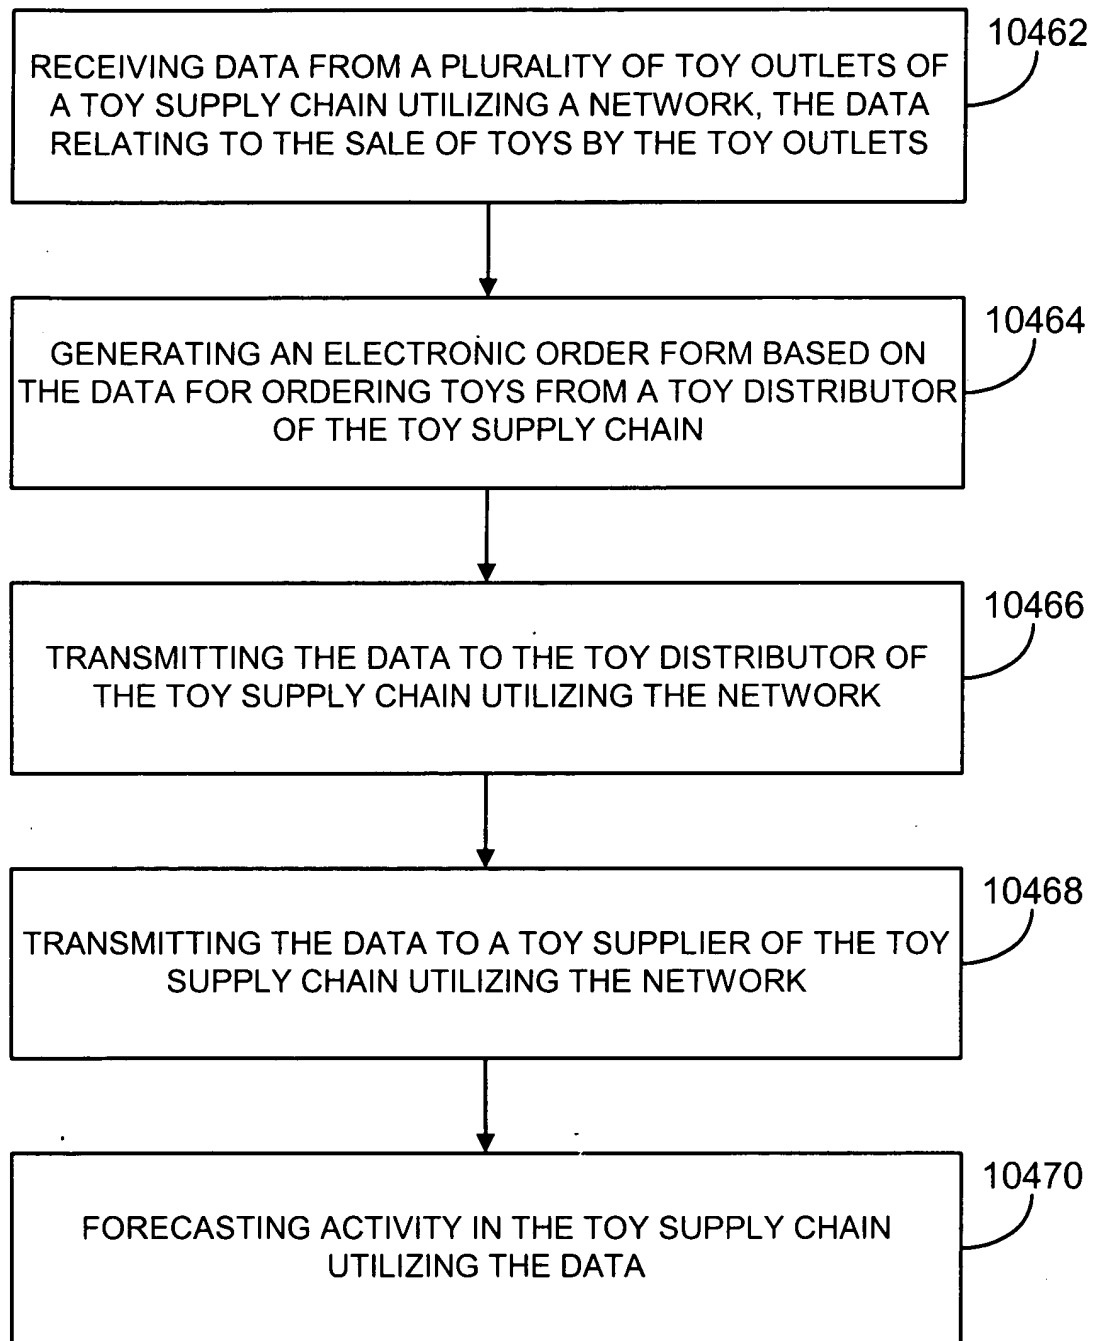 10462
RECEIVING DATA FROM A PLURALITY OF TOY OUTLETS OF
A TOY SUPPLY CHAIN UTILIZING A NETWORK, THE DATA
RELATING TO THE SALE OF TOYS BY THE TOY OUTLETS
10464
GENERATING AN ELECTRONIC ORDER FORM BASED ON
THE DATA FOR ORDERING TOYS FROM A TOY DISTRIBUTOR
OF THE TOY SUPPLY CHAIN
10466
TRANSMITTING THE DATA TO THE TOY DISTRIBUTOR OF
THE TOY SUPPLY CHAIN UTILIZING THE NETWORK
10468
TRANSMITTING THE DATA TO A TOY SUPPLIER OF THE TOY
SUPPLY CHAIN UTILIZING THE NETWORK
10470
FORECASTING ACTIVITY IN THE TOY SUPPLY CHAIN
UTILIZING THE DATA